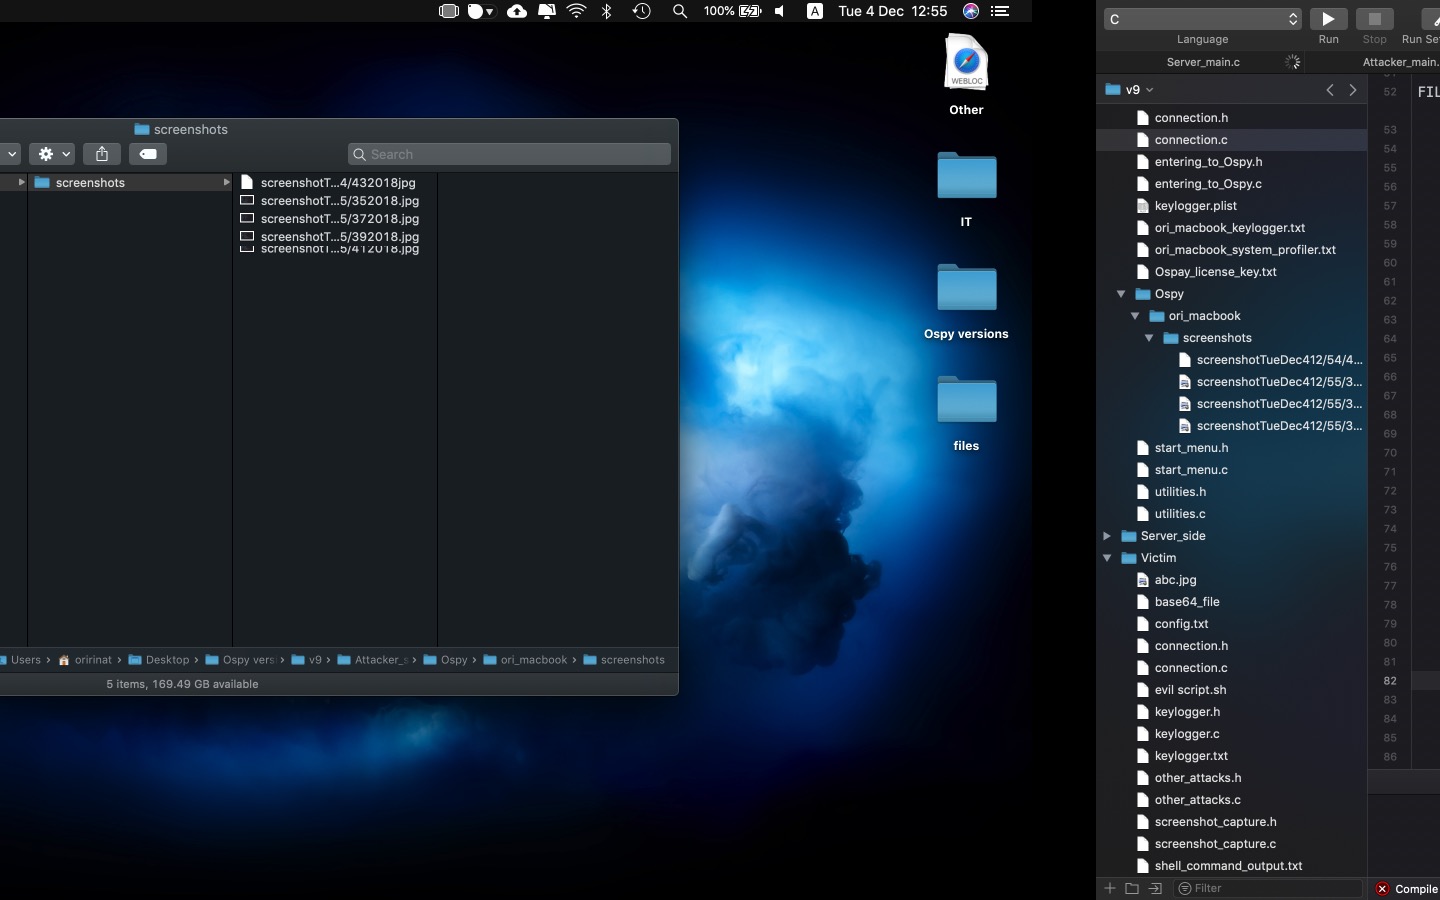 100%
A
Tue 4 Dec 12:55
WEBLOC
Other
IT
Ospy versions
files
screenshots
Search
screenshots
screenshotT...4/432018jpg
screenshotT...5/352018.jpg
screenshotT...5/372018.jpg
screenshotT...5/392018.jpg
screenshotT...5/412018.jpg
Users › oririnat › Desktop › Ospy vers › v9 › Attacker_s › Ospy › ori_macbook › screenshots
5 items, 169.49 GB available
C
Language
Run
Stop
Run Se
Server_main.c
Attacker_main.
v9
connection.h
connection.c
entering_to_Ospy.h
entering_to_Ospy.c
keylogger.plist
ori_macbook_keylogger.txt
ori_macbook_system_profiler.txt
Ospay_license_key.txt
Ospy
ori_macbook
screenshots
screenshotTueDec412/54/4...
screenshotTueDec412/55/3...
screenshotTueDec412/55/3...
screenshotTueDec412/55/3...
start_menu.h
start_menu.c
utilities.h
utilities.c
Server_side
Victim
abc.jpg
base64_file
config.txt
connection.h
connection.c
evil script.sh
keylogger.h
keylogger.c
keylogger.txt
other_attacks.h
other_attacks.c
screenshot_capture.h
screenshot_capture.c
shell_command_output.txt
Filter
52 FIL
53
54
55
56
57
58
59
60
61
62
63
64
65
66
67
68
69
70
71
72
73
74
75
76
77
78
79
80
81
82
83
84
85
86
Compile